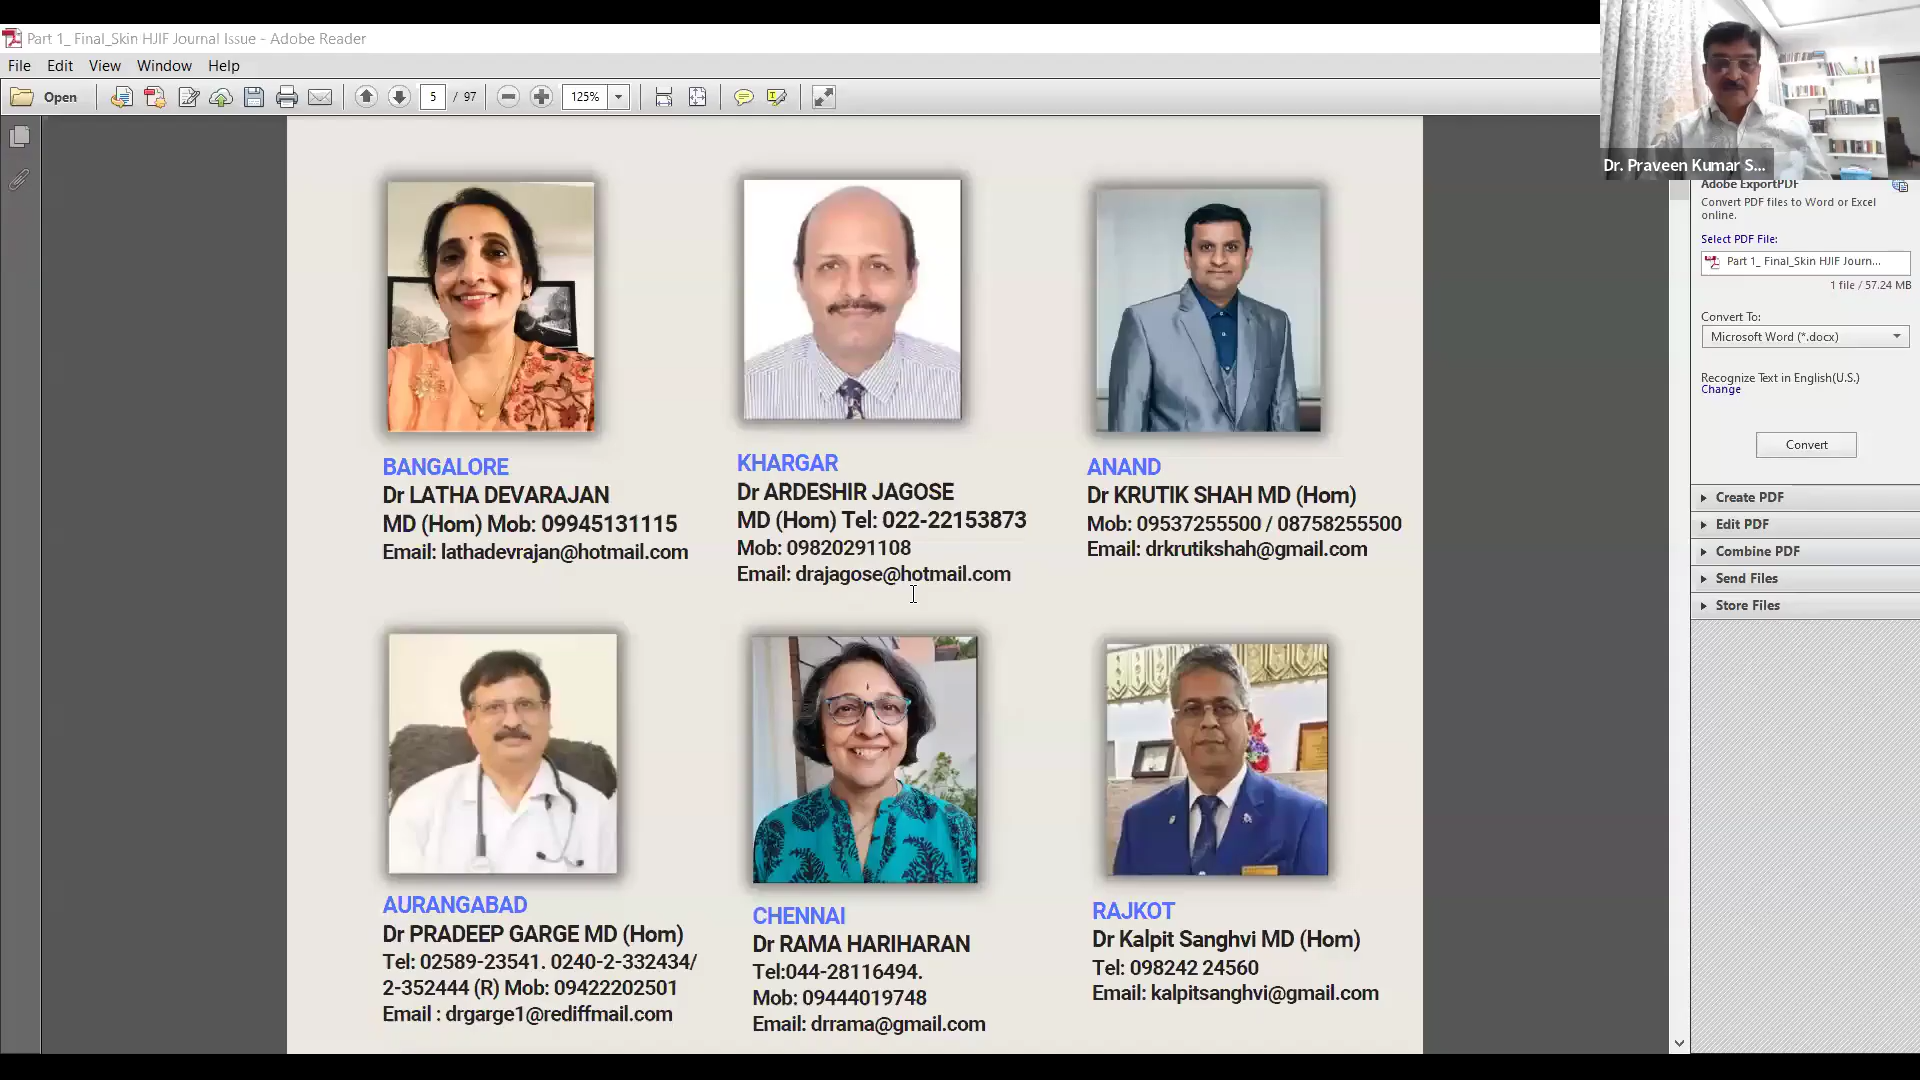 Part 1_ Final_Skin HJIF Journal Issue - Adobe Reader
File Edit View Window Help
Open 5 / 97 125%
Dr. Praveen Kumar S...
Adobe ExportPDF
Convert PDF files to Word or Excel
online.
Select PDF File:
Part 1_ Final_Skin HJIF Journ...
1 file / 57.24 MB
Convert To:
Microsoft Word (*.docx)
Recognize Text in English(U.S.)
Change
Convert
Create PDF
Edit PDF
Combine PDF
Send Files
Store Files
BANGALORE
Dr LATHA DEVARAJAN
MD (Hom) Mob: 09945131115
Email: lathadevrajan@hotmail.com
KHARGAR
Dr ARDESHIR JAGOSE
MD (Hom) Tel: 022-22153873
Mob: 09820291108
Email: drajagose@hotmail.com
ANAND
Dr KRUTIK SHAH MD (Hom)
Mob: 09537255500 / 08758255500
Email: drkrutikshah@gmail.com
AURANGABAD
Dr PRADEEP GARGE MD (Hom)
Tel: 02589-23541. 0240-2-332434/
2-352444 (R) Mob: 09422202501
Email : drgarge1@rediffmail.com
CHENNAI
Dr RAMA HARIHARAN
Tel:044-28116494.
Mob: 09444019748
Email: drrama@gmail.com
RAJKOT
Dr Kalpit Sanghvi MD (Hom)
Tel: 098242 24560
Email: kalpitsanghvi@gmail.com